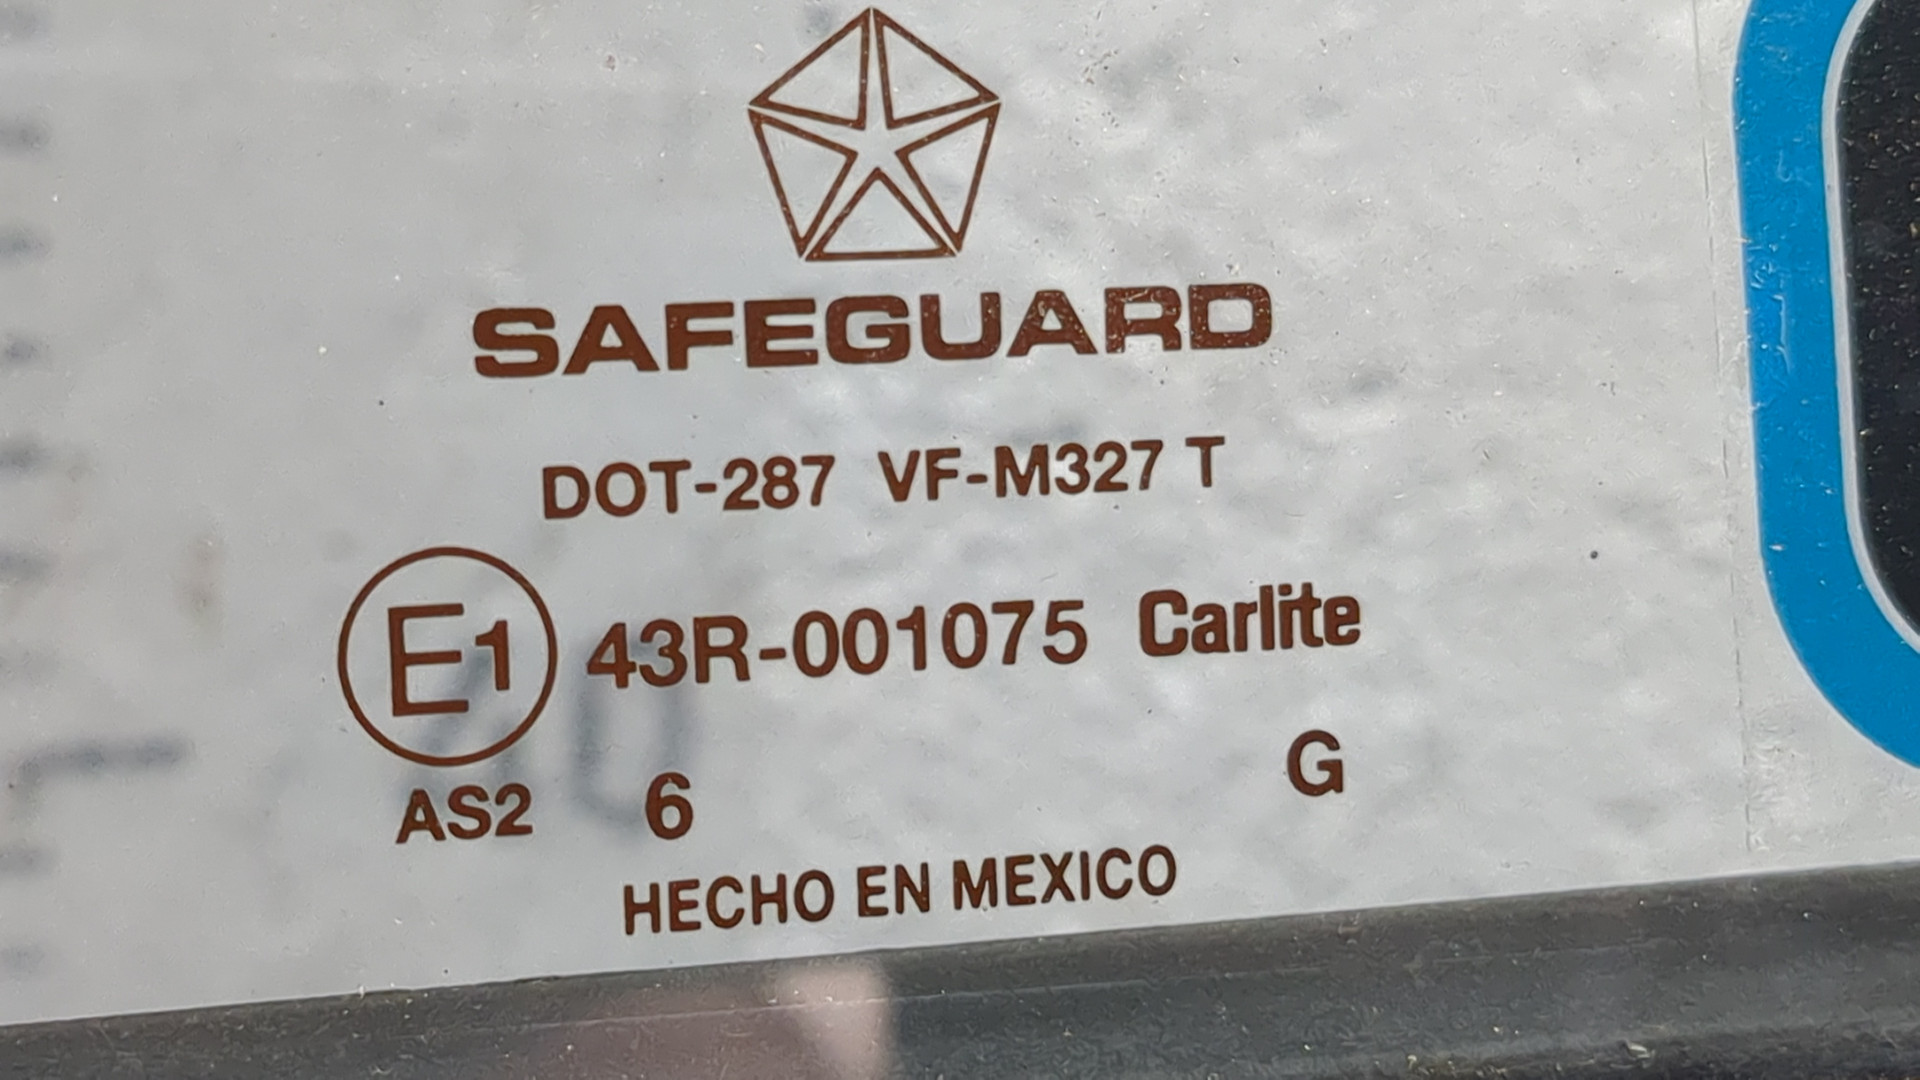 SAFEGUARD
DOT-287 VF-M327 T
E1 43R-001075 Carlite
AS2 6 G
HECHO EN MEXICO